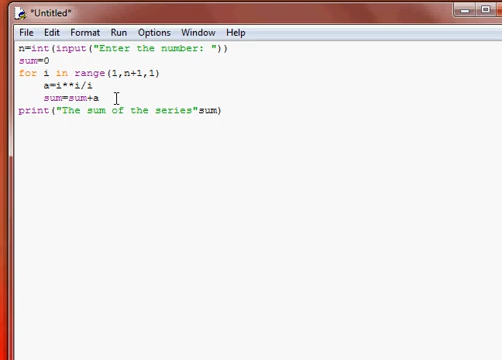 *Untitled*
File Edit Format Run Options Window Help
n=int(input("Enter the number: "))
sum=0
for i in range(1,n+1,1)
    a=i**i/i
    sum=sum+a
print("The sum of the series"sum)